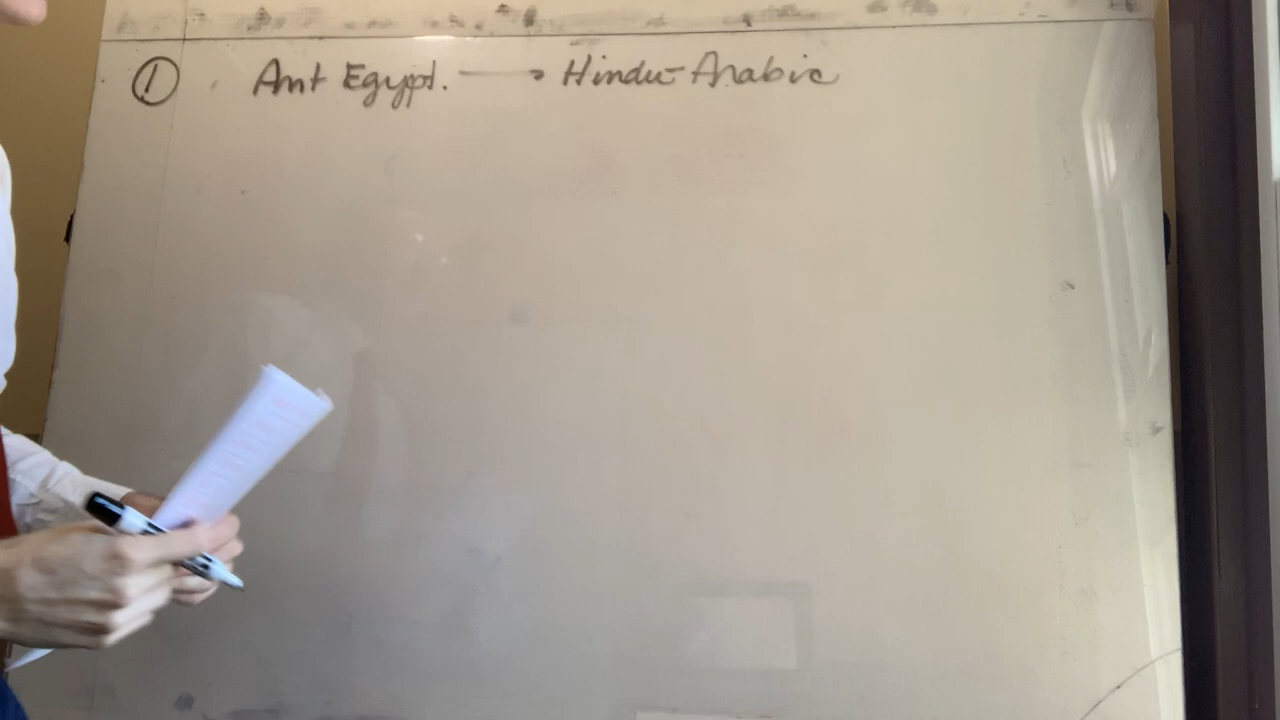 ① Ant Egypt. → Hindu-Arabic